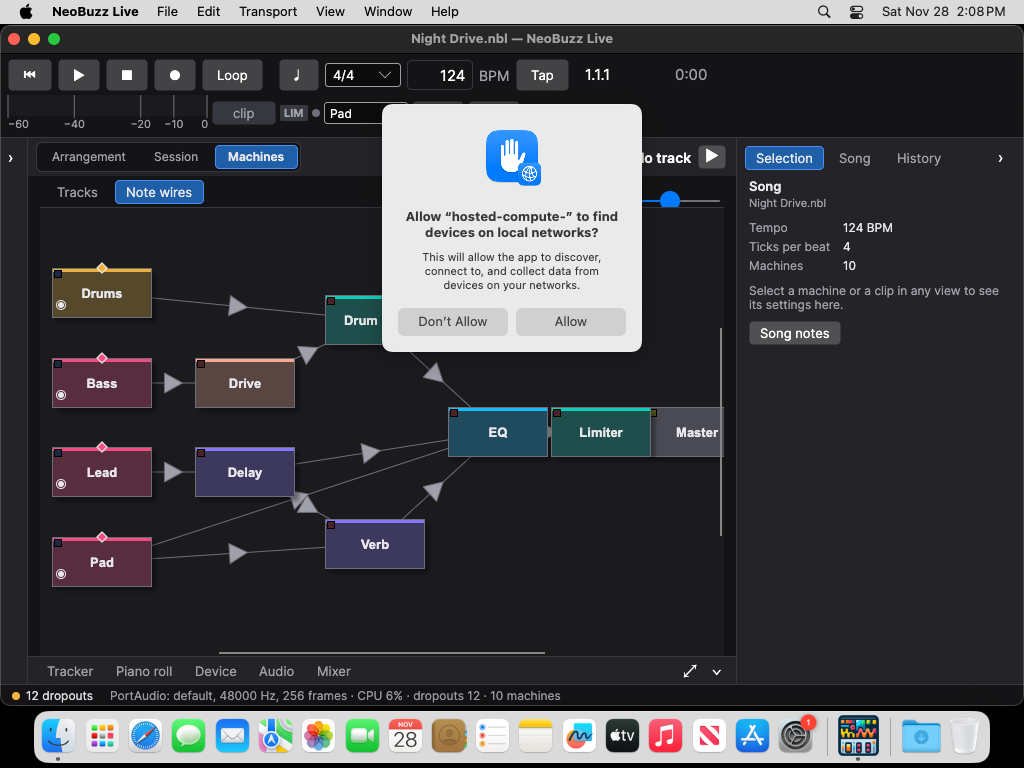 NeoBuzz Live File Edit Transport View Window Help Sat Nov 28 2:08 PM
Night Drive.nbl — NeoBuzz Live
Loop 4/4 124 BPM Tap 1.1.1 0:00
-60 -40 -20 -10 0 clip LIM Pad
Arrangement Session Machines lo track
Tracks Note wires
Allow “hosted-compute-” to find
devices on local networks?
This will allow the app to discover,
connect to, and collect data from
devices on your networks.
Don’t Allow Allow
Drums
Drum
Bass
Drive
EQ
Limiter
Master
Lead
Delay
Verb
Pad
Selection Song History
Song
Night Drive.nbl
Tempo 124 BPM
Ticks per beat 4
Machines 10
Select a machine or a clip in any view to see
its settings here.
Song notes
Tracker Piano roll Device Audio Mixer
12 dropouts PortAudio: default, 48000 Hz, 256 frames · CPU 6% · dropouts 12 · 10 machines
NOV
28
tv
1